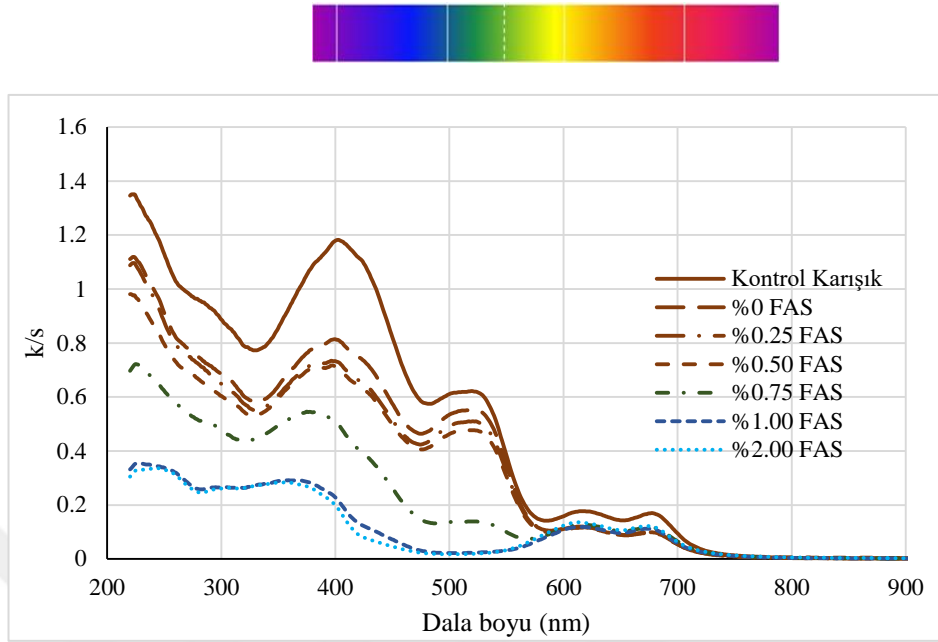 1.6
1.4
1.2
1
0.8
0.6
0.4
0.2
0
k/s
200 300 400 500 600 700 800 900
Dala boyu (nm)
Kontrol Karışık
%0 FAS
%0.25 FAS
%0.50 FAS
%0.75 FAS
%1.00 FAS
%2.00 FAS